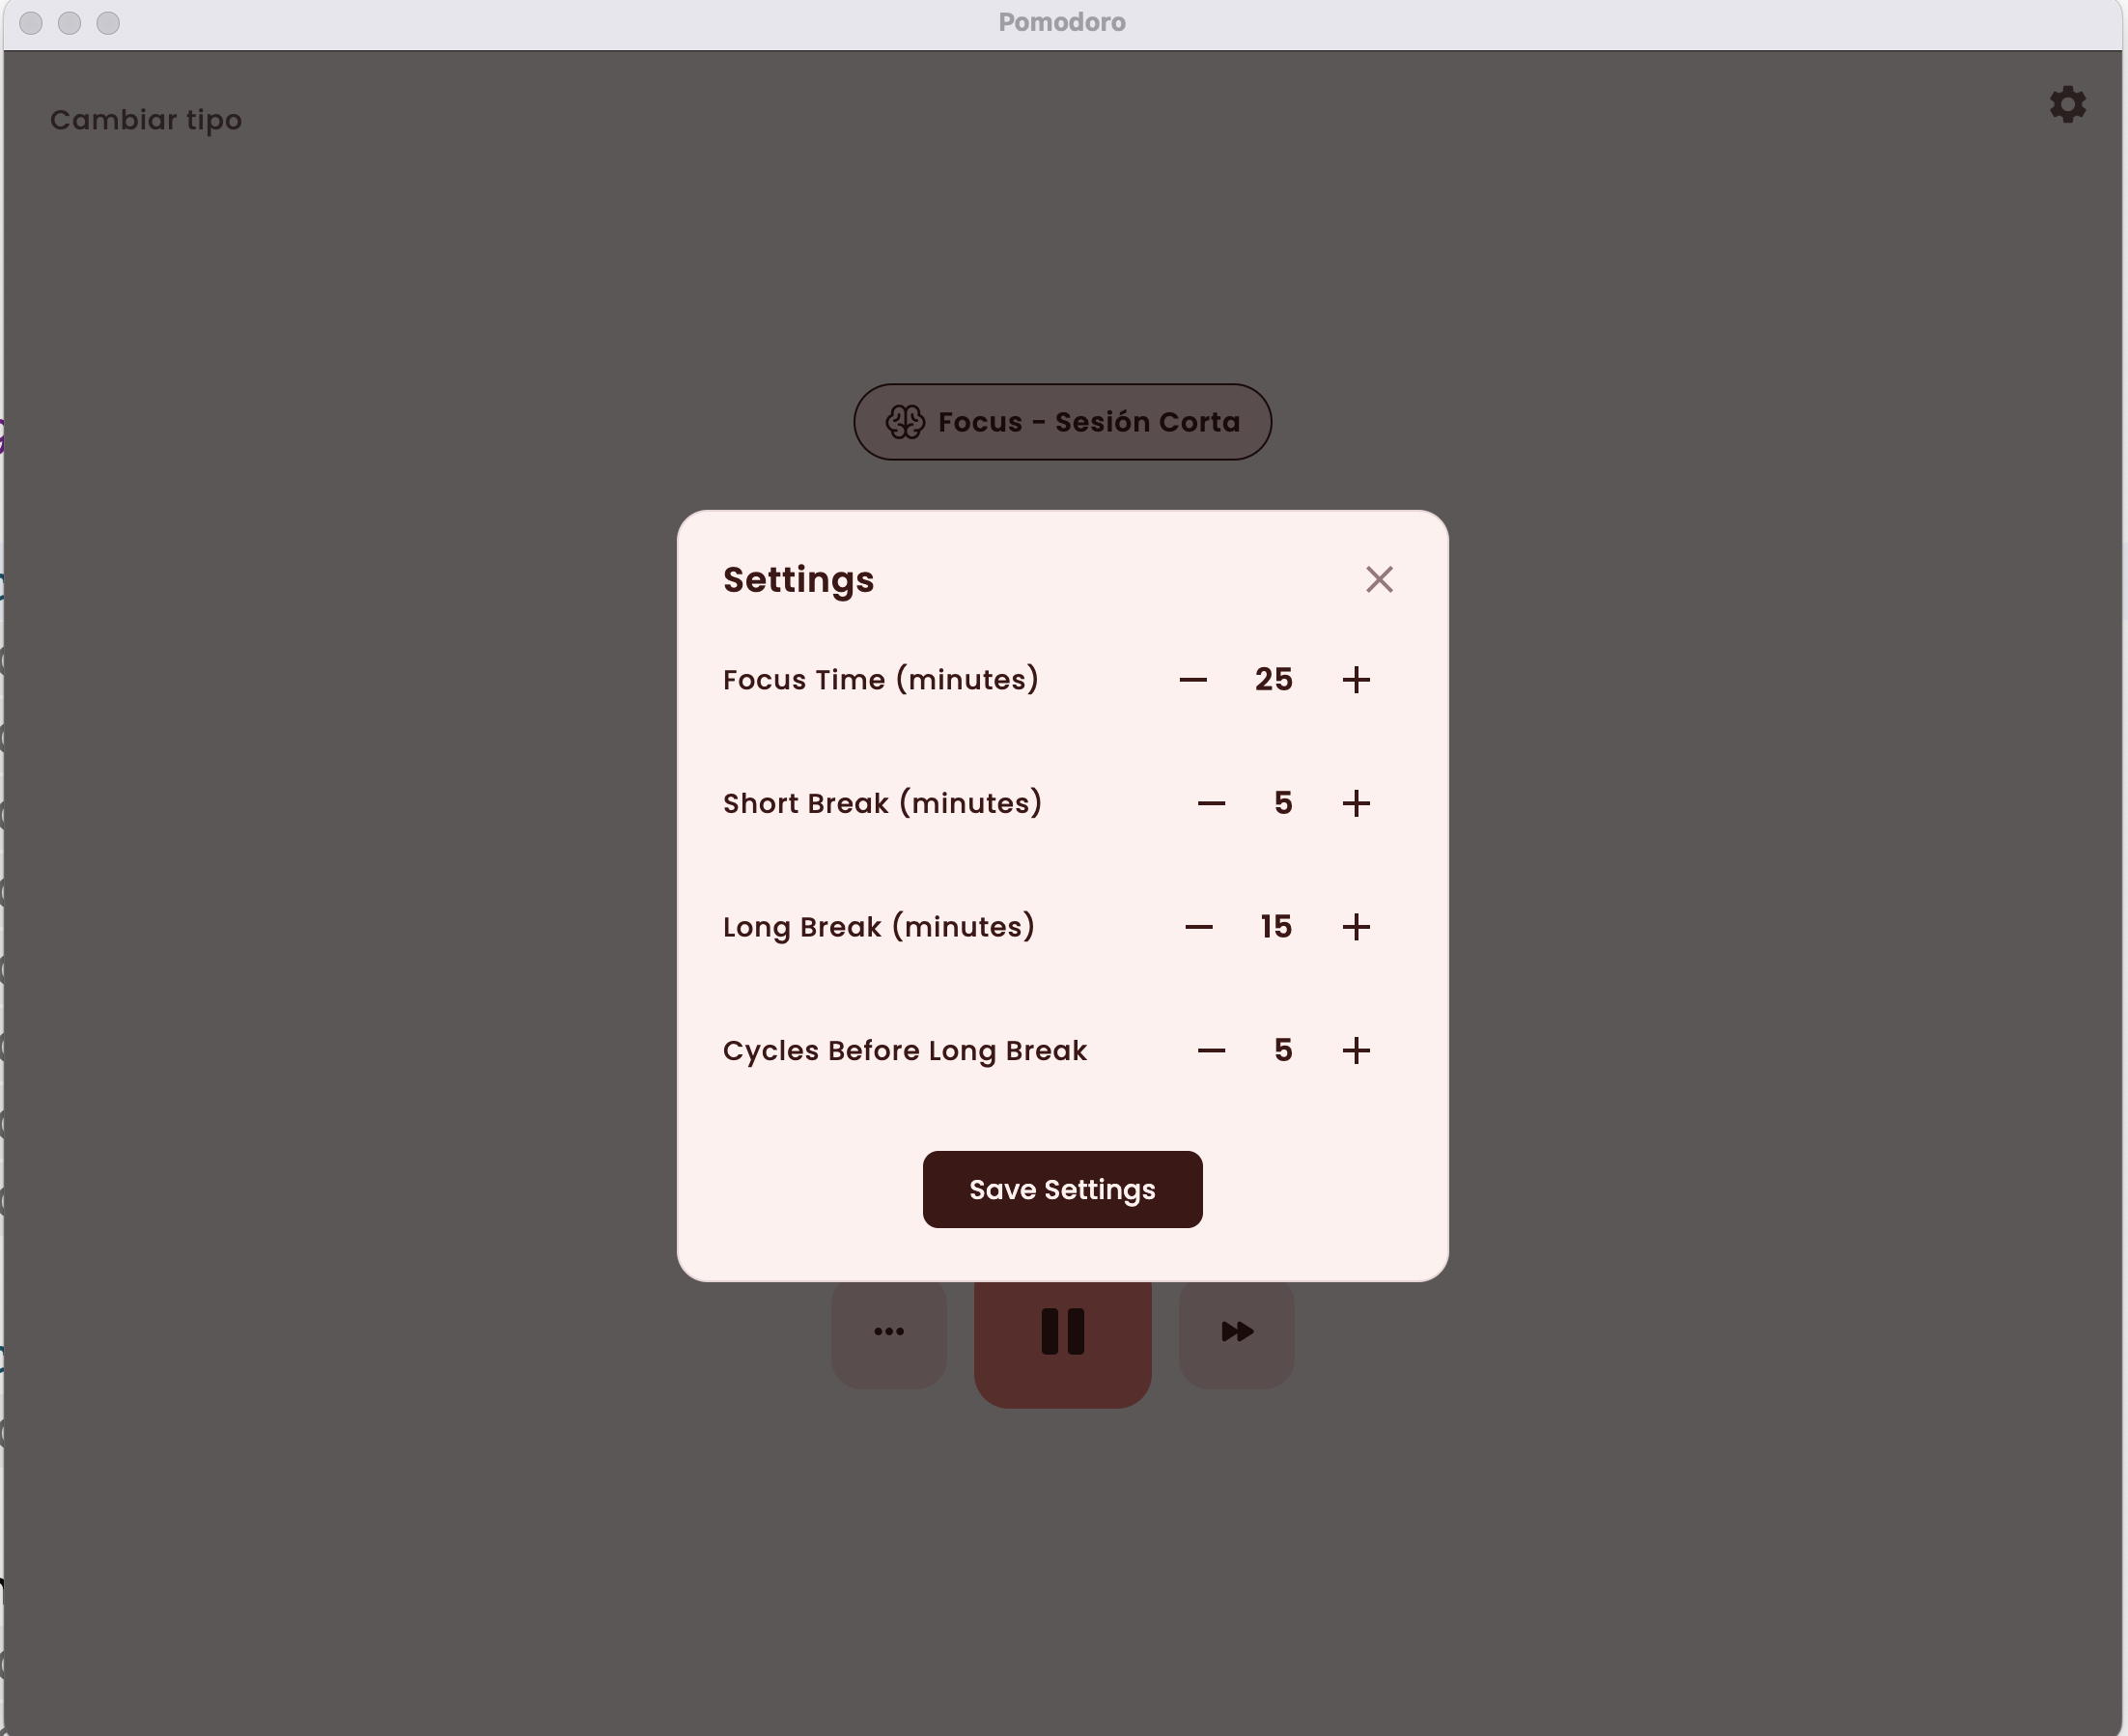 Pomodoro
Cambiar tipo
Focus - Sesión Corta
Settings
Focus Time (minutes) — 25 +
Short Break (minutes) — 5 +
Long Break (minutes) — 15 +
Cycles Before Long Break — 5 +
Save Settings